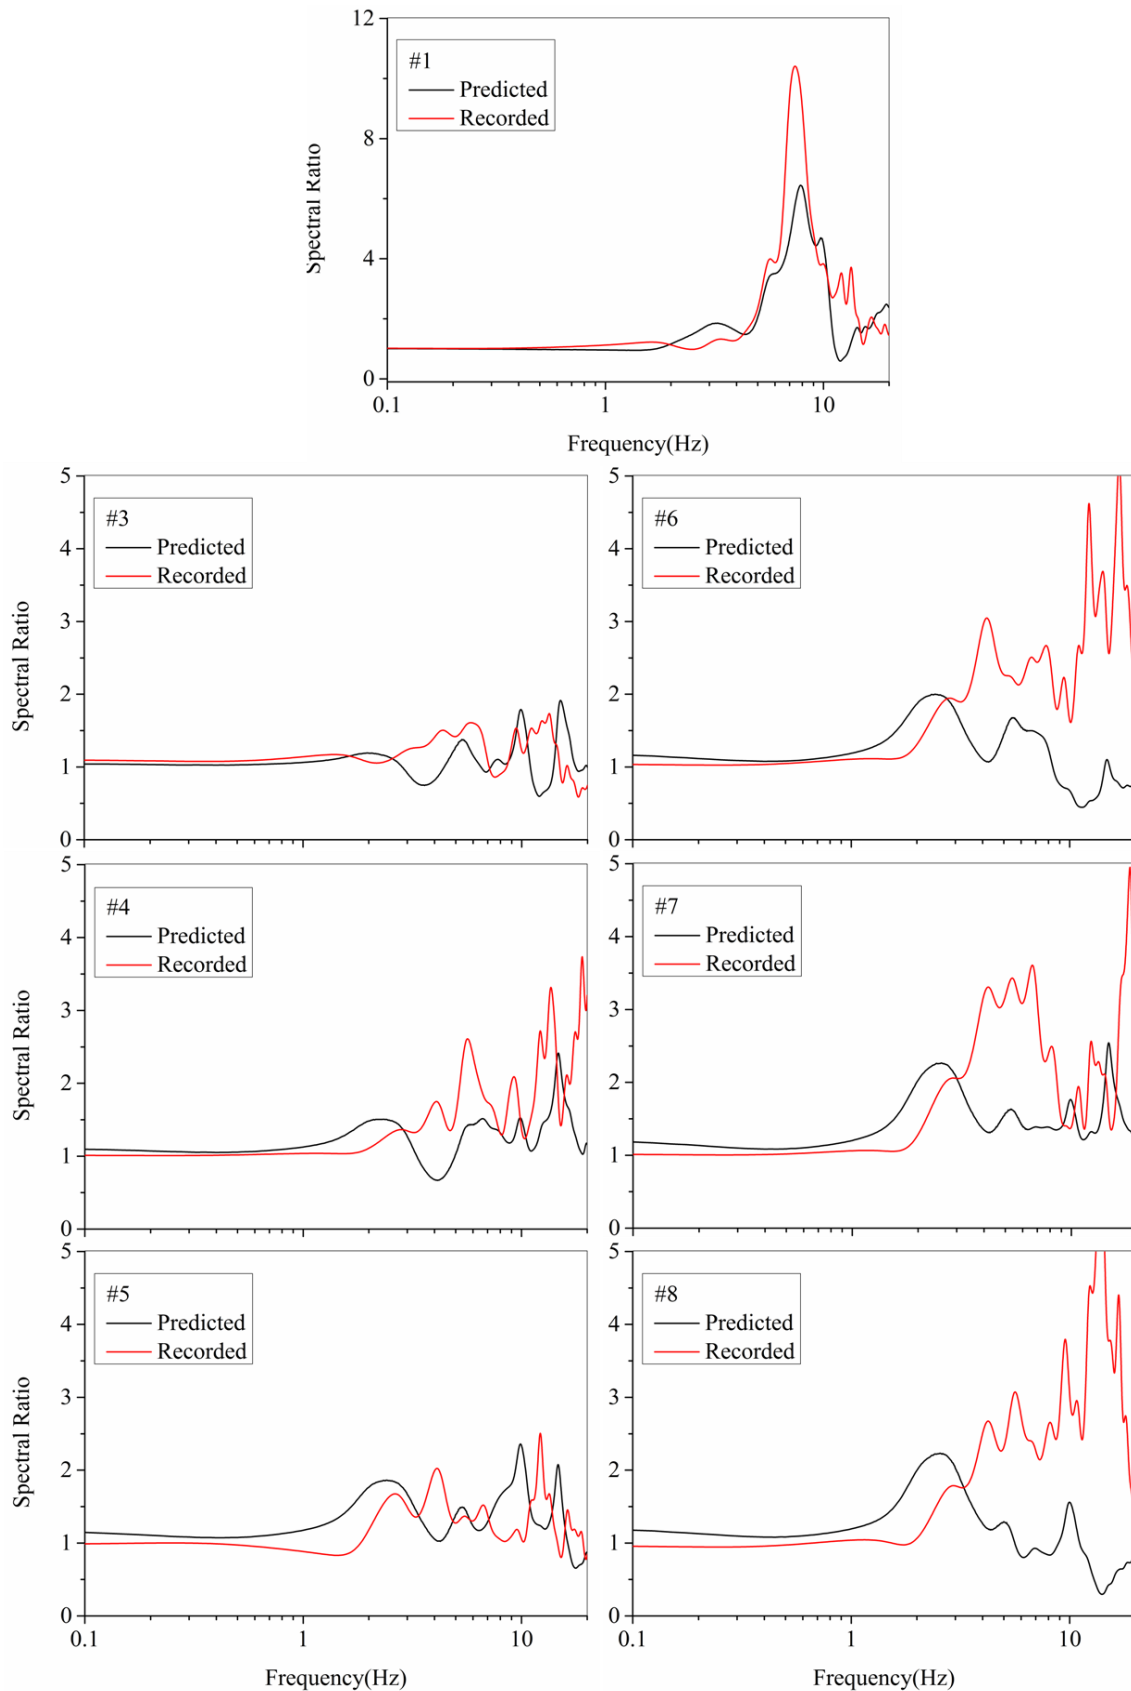 12
#1
Predicted
Recorded
8
Spectral Ratio
4
0
0.1 1 10
Frequency(Hz)
5 5
#3 #6
4 Predicted 4 Predicted
Recorded Recorded
3 3
Spectral Ratio
2 2
1 1
0 0
5 5
#4 #7
4 Predicted 4 Predicted
Recorded Recorded
3 3
Spectral Ratio
2 2
1 1
0 0
5 5
#5 #8
4 Predicted 4 Predicted
Recorded Recorded
3 3
Spectral Ratio
2 2
1 1
0 0
0.1 1 10 0.1 1 10
Frequency(Hz) Frequency(Hz)